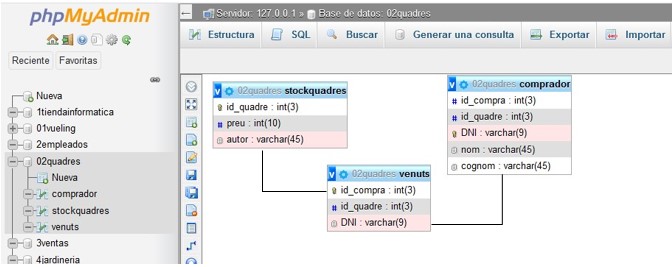 phpMyAdmin
Reciente Favoritas
Nueva
1tiendainformatica
01vueling
2empleados
02quadres
Nueva
comprador
stockquadres
venuts
3ventas
4jardineria
Servidor: 127.0.0.1 » Base de datos: 02quadres
Estructura SQL Buscar Generar una consulta Exportar Importar
v 02quadres stockquadres
id_quadre : int(3)
# preu : int(10)
autor : varchar(45)
v 02quadres venuts
id_compra : int(3)
# id_quadre : int(3)
DNI : varchar(9)
v 02quadres comprador
# id_compra : int(3)
# id_quadre : int(3)
DNI : varchar(9)
nom : varchar(45)
cognom : varchar(45)